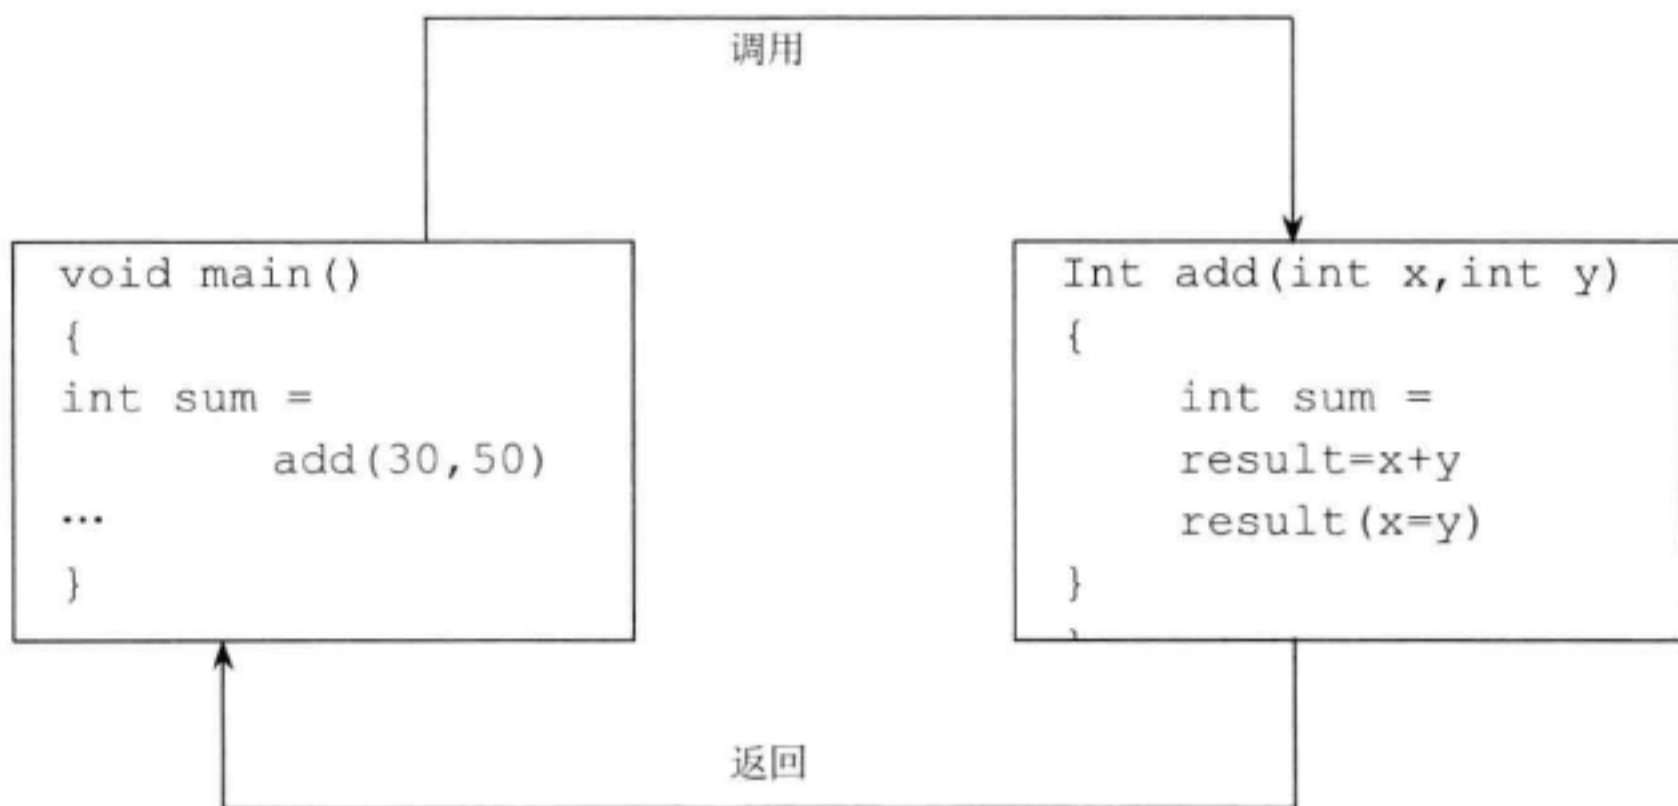 调用
void main()
{
int sum =
add(30,50)
…
}
Int add(int x,int y)
{
int sum =
result=x+y
result(x=y)
}
返回